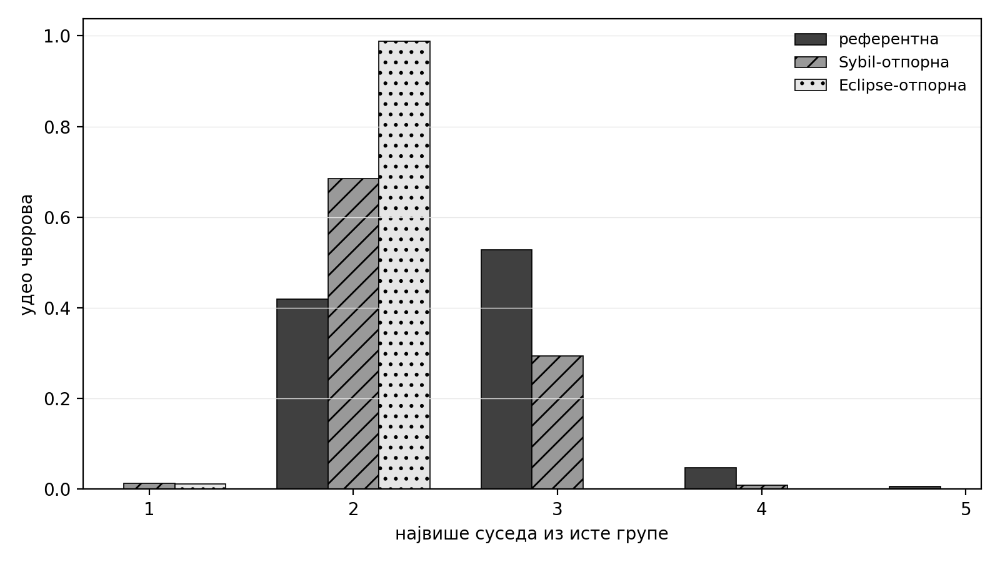 1.0
0.8
0.6
0.4
0.2
0.0
удео чворова
референтна
Sybil-отпорна
Eclipse-отпорна
1 2 3 4 5
највише суседа из исте групе